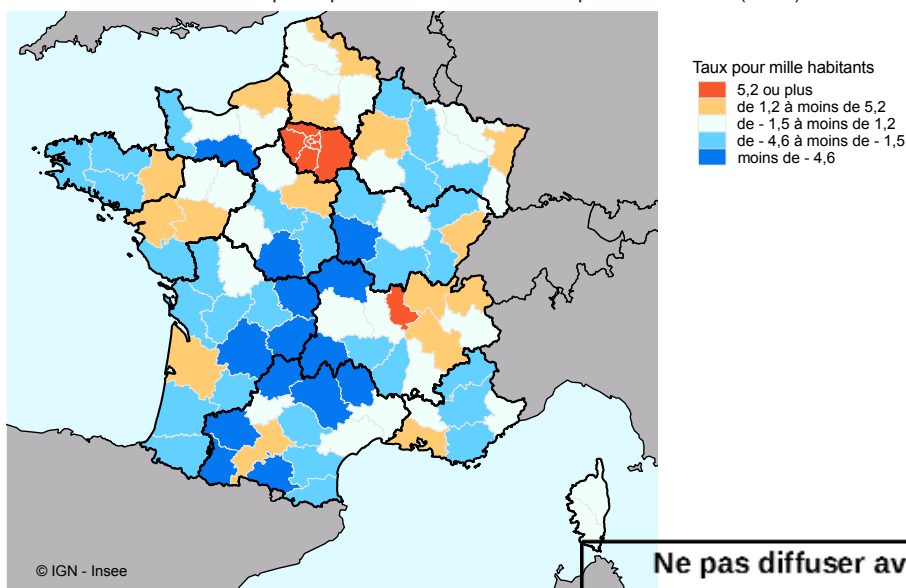 Taux pour mille habitants
5,2 ou plus
de 1,2 à moins de 5,2
de - 1,5 à moins de 1,2
de - 4,6 à moins de - 1,5
moins de - 4,6
© IGN - Insee
Ne pas diffuser av